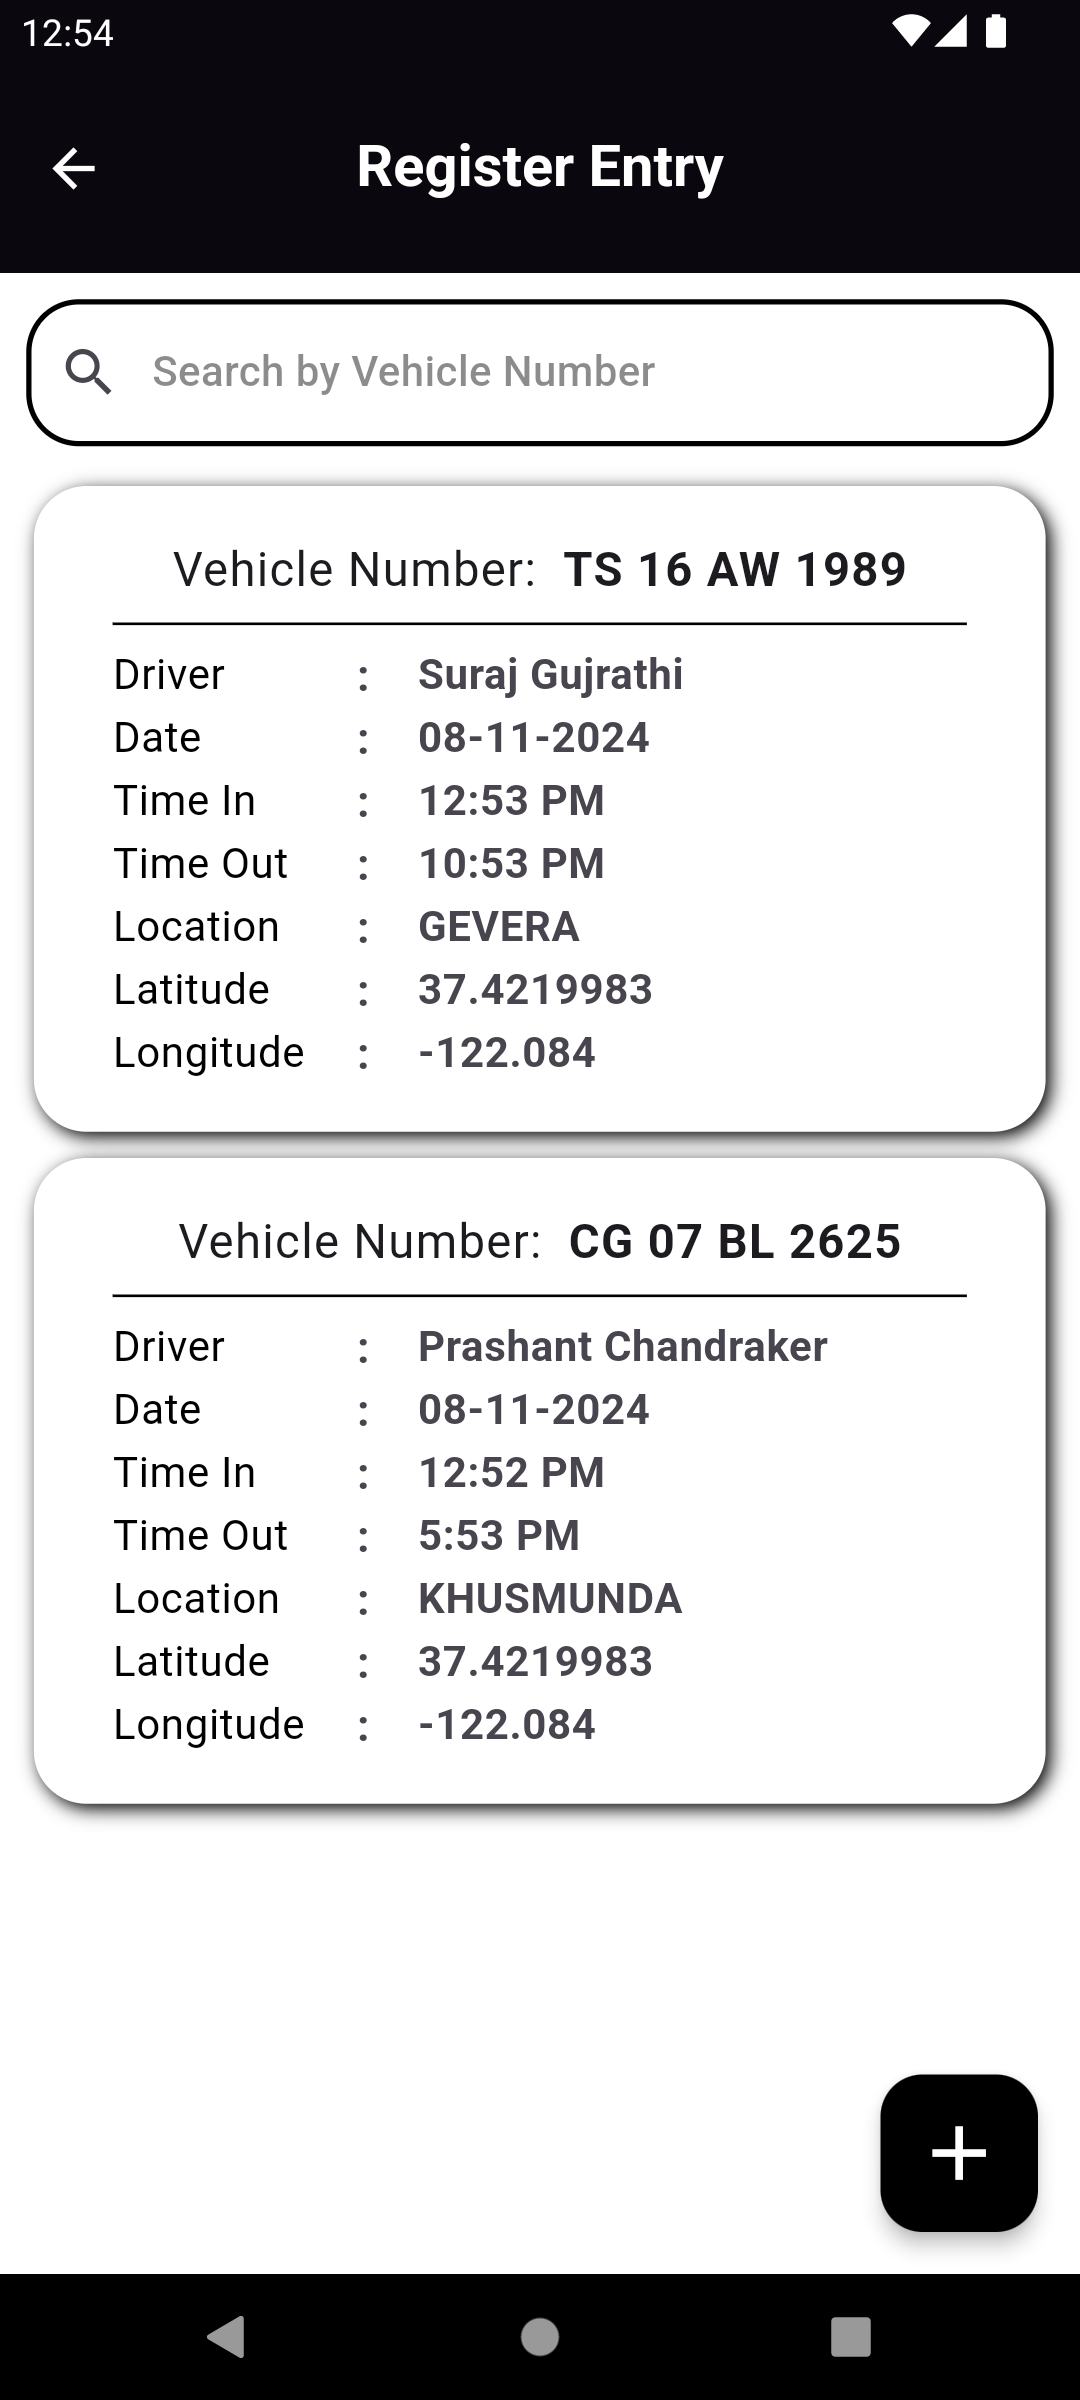 12:54
Register Entry
Search by Vehicle Number
Vehicle Number: TS 16 AW 1989
Driver : Suraj Gujrathi
Date : 08-11-2024
Time In : 12:53 PM
Time Out : 10:53 PM
Location : GEVERA
Latitude : 37.4219983
Longitude : -122.084
Vehicle Number: CG 07 BL 2625
Driver : Prashant Chandraker
Date : 08-11-2024
Time In : 12:52 PM
Time Out : 5:53 PM
Location : KHUSMUNDA
Latitude : 37.4219983
Longitude : -122.084